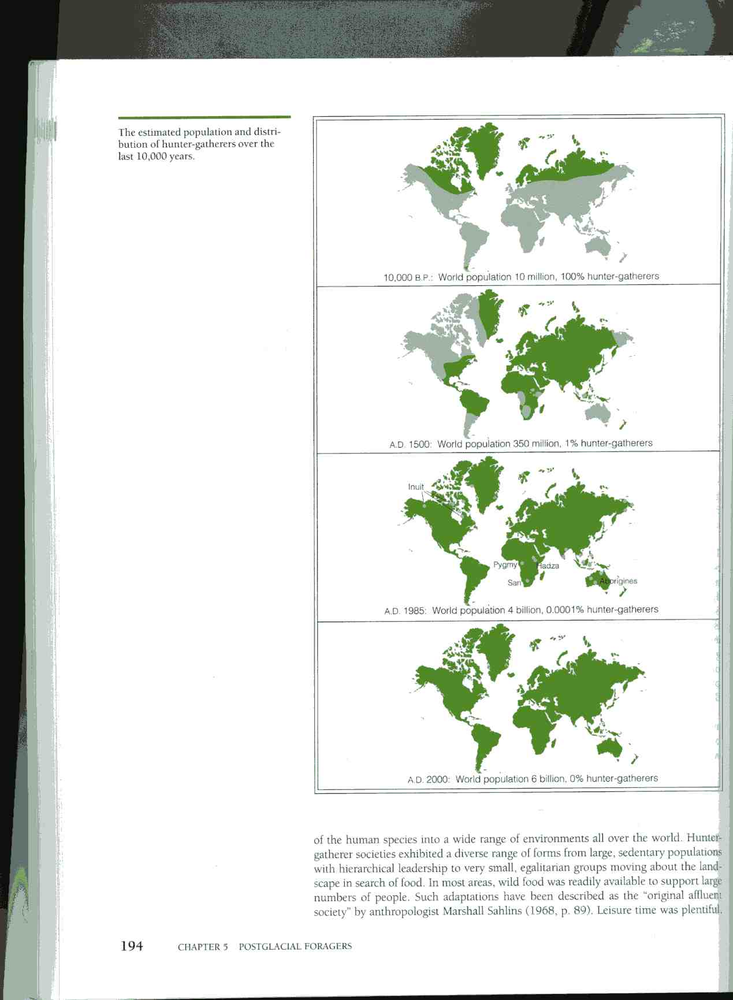 The estimated population and distri-
bution of hunter-gatherers over the
last 10,000 years.
10,000 B.P.: World population 10 million, 100% hunter-gatherers
A.D. 1500: World population 350 million, 1% hunter-gatherers
Inuit
Pygmy
Hadza
San
Aborigines
A.D. 1985: World population 4 billion, 0.0001% hunter-gatherers
A.D. 2000: World population 6 billion, 0% hunter-gatherers
of the human species into a wide range of environments all over the world. Hunter-
gatherer societies exhibited a diverse range of forms from large, sedentary populations
with hierarchical leadership to very small, egalitarian groups moving about the land-
scape in search of food. In most areas, wild food was readily available to support large
numbers of people. Such adaptations have been described as the "original affluent
society" by anthropologist Marshall Sahlins (1968, p. 89). Leisure time was plentiful.
194 CHAPTER 5 POSTGLACIAL FORAGERS